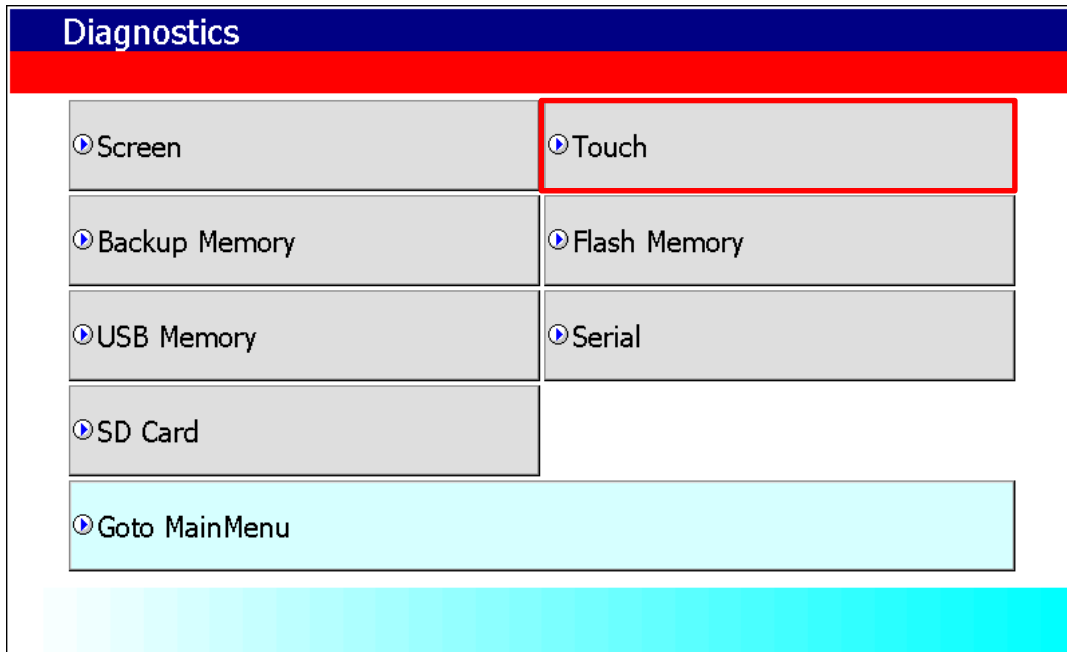 Diagnostics
Screen
Touch
Backup Memory
Flash Memory
USB Memory
Serial
SD Card
Goto MainMenu